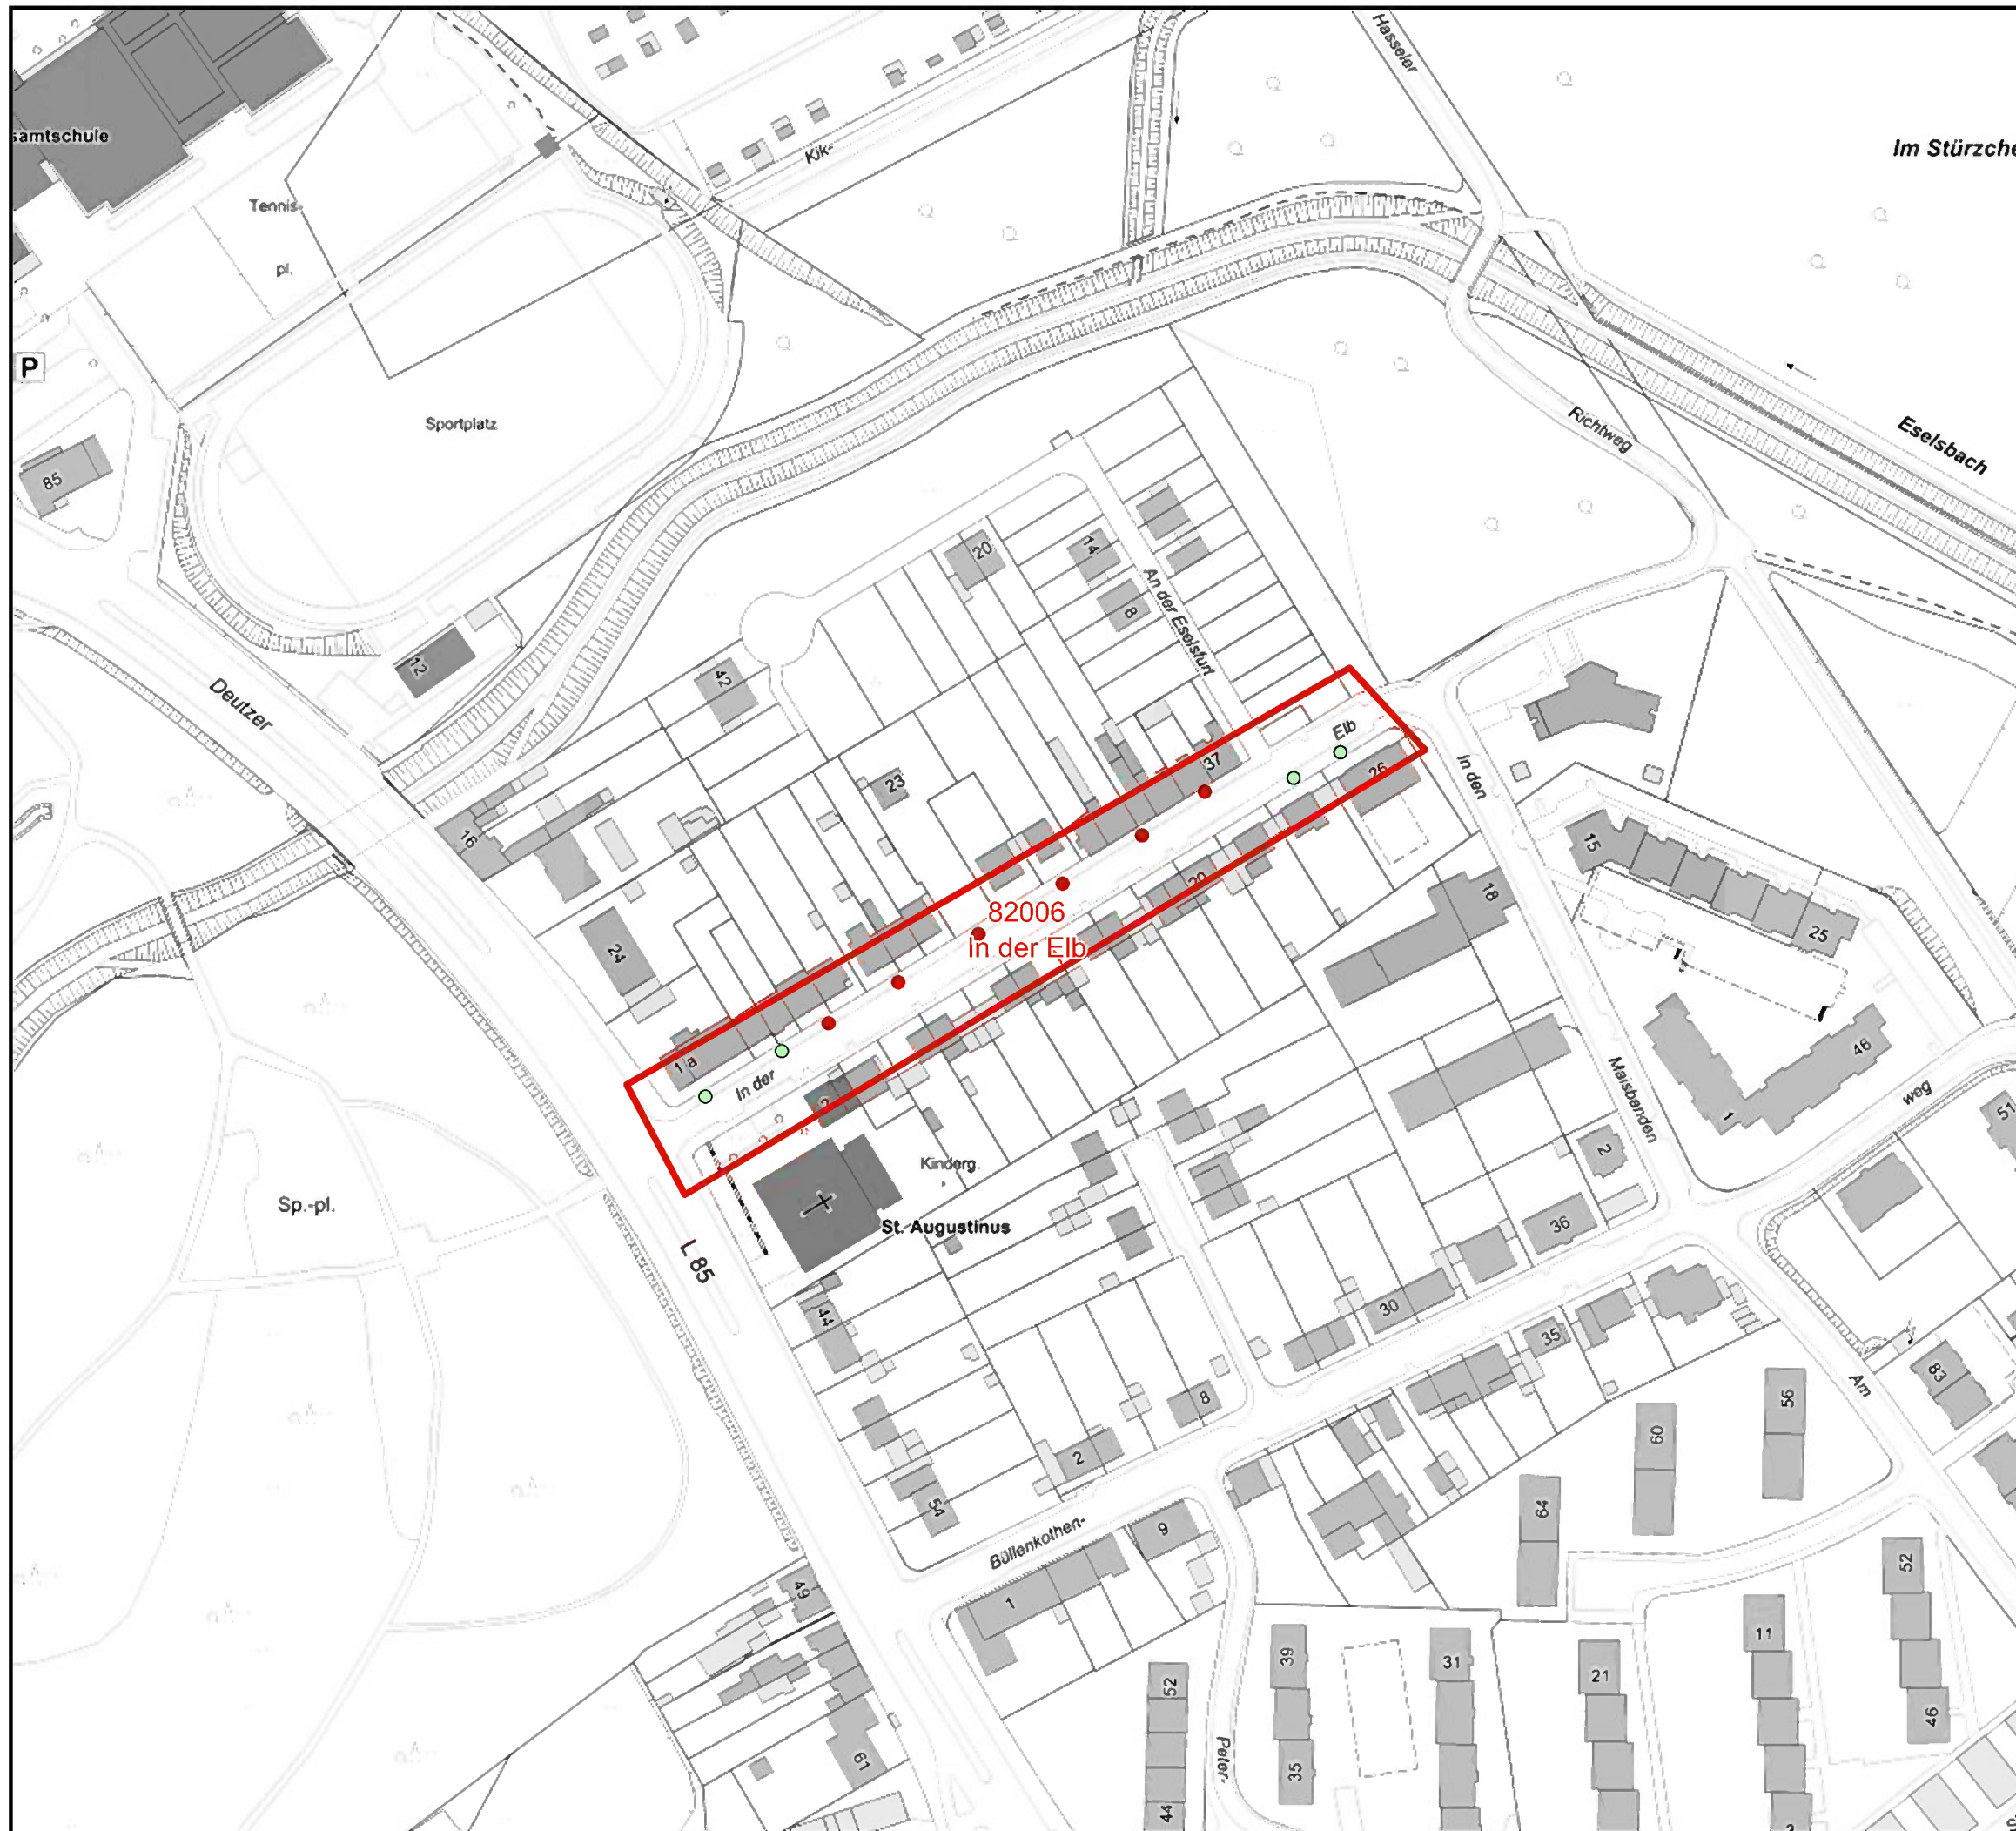 samtschule
Tennis-
pl.
Kik-
Hasseler
Im Stürzche
P
85
Sportplatz
Richtweg
Eselsbach
12
Deutzer
20
14
8
An der Eselsfurt
42
23
16
24
37
Elb
26
In den
15
25
18
20
82006
In der Elb
1 a
In der
2
Kinderg.
St. Augustinus
Sp.-pl.
L 85
44
54
Maisbanden
1
46
weg
51
2
36
30
35
8
2
Büllenkothen-
9
1
49
61
Am
83
56
60
64
52
11
46
21
31
39
35
52
44
Peter-